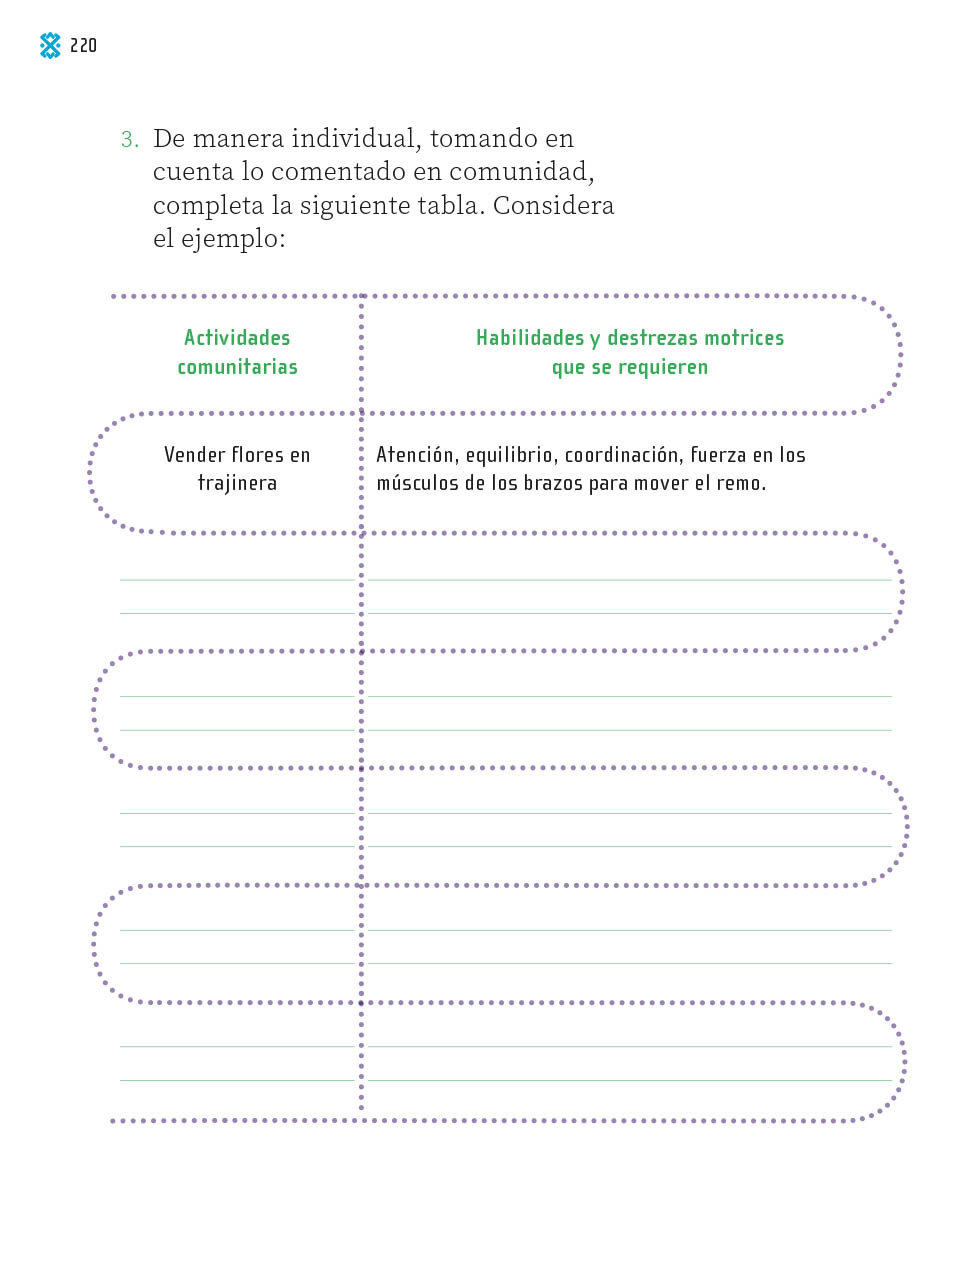 220
3. De manera individual, tomando en
cuenta lo comentado en comunidad,
completa la siguiente tabla. Considera
el ejemplo:
Actividades
comunitarias
Habilidades y destrezas motrices
que se requieren
Vender flores en
trajinera
Atención, equilibrio, coordinación, fuerza en los
músculos de los brazos para mover el remo.